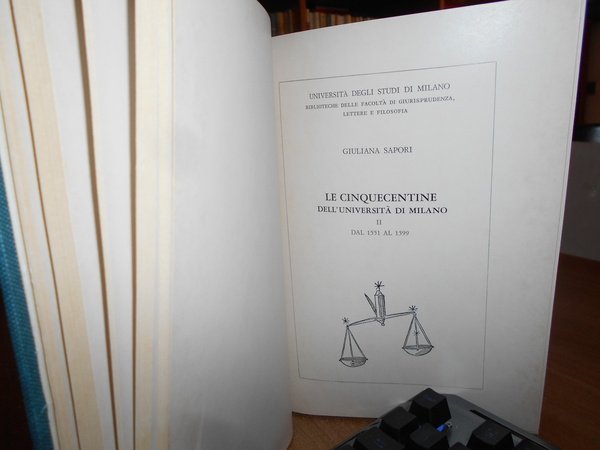 UNIVERSITÀ DEGLI STUDI DI MILANO
BIBLIOTECHE DELLE FACOLTÀ DI GIURISPRUDENZA,
LETTERE E FILOSOFIA
GIULIANA SAPORI
LE CINQUECENTINE
DELL'UNIVERSITÀ DI MILANO
II
DAL 1551 AL 1599